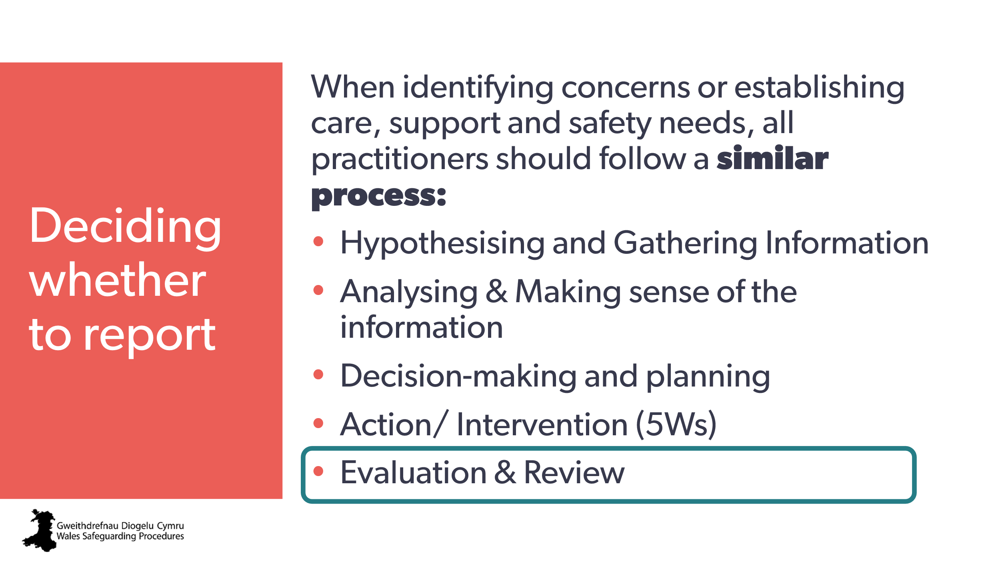 Deciding
whether
to report
When identifying concerns or establishing
care, support and safety needs, all
practitioners should follow a similar
process:
• Hypothesising and Gathering Information
• Analysing & Making sense of the
information
• Decision-making and planning
• Action/ Intervention (5Ws)
• Evaluation & Review
Gweithdrefnau Diogelu Cymru
Wales Safeguarding Procedures